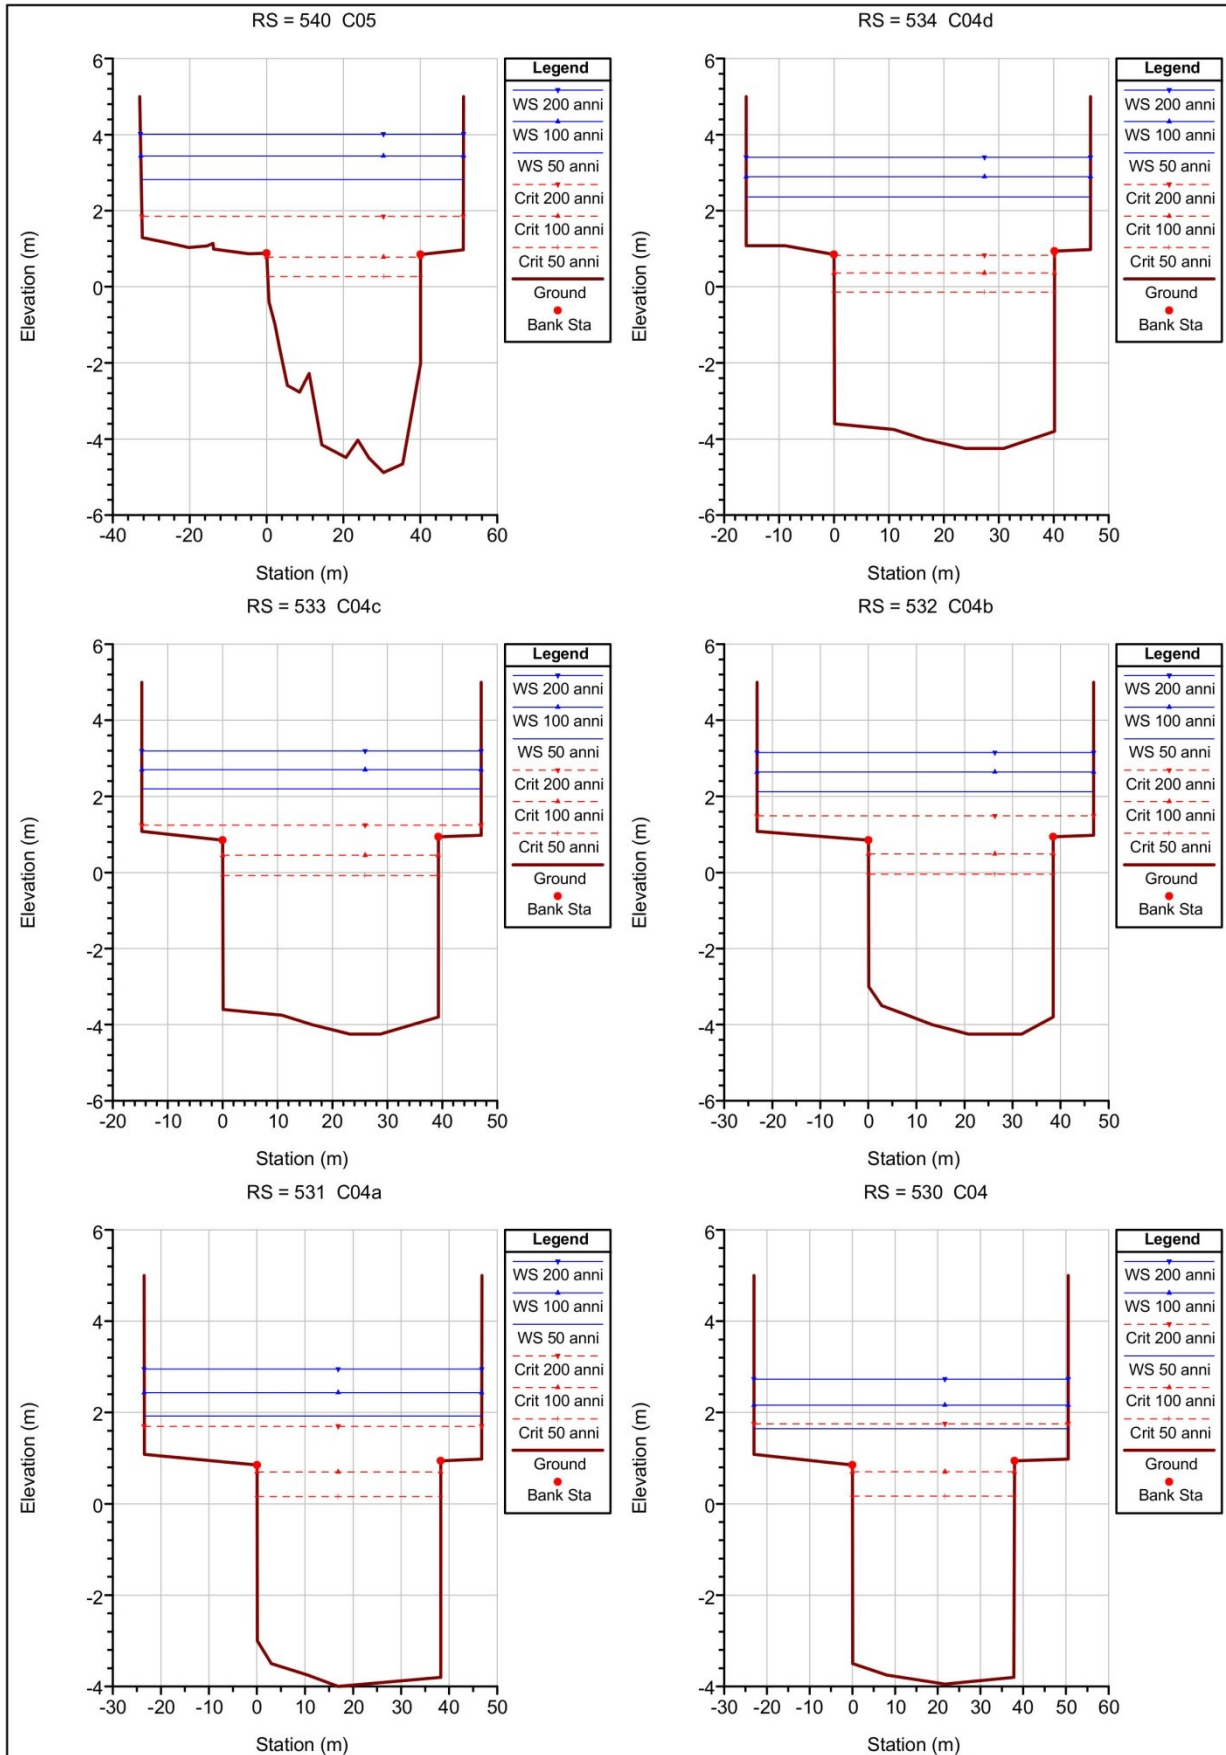 RS = 540 C05
Elevation (m)
6
4
2
0
-2
-4
-6
-40 -20 0 20 40 60
Station (m)
Legend
WS 200 anni
WS 100 anni
WS 50 anni
Crit 200 anni
Crit 100 anni
Crit 50 anni
Ground
Bank Sta
RS = 534 C04d
Elevation (m)
6
4
2
0
-2
-4
-6
-20 -10 0 10 20 30 40 50
Station (m)
Legend
WS 200 anni
WS 100 anni
WS 50 anni
Crit 200 anni
Crit 100 anni
Crit 50 anni
Ground
Bank Sta
RS = 533 C04c
Elevation (m)
6
4
2
0
-2
-4
-6
-20 -10 0 10 20 30 40 50
Station (m)
Legend
WS 200 anni
WS 100 anni
WS 50 anni
Crit 200 anni
Crit 100 anni
Crit 50 anni
Ground
Bank Sta
RS = 532 C04b
Elevation (m)
6
4
2
0
-2
-4
-6
-30 -20 -10 0 10 20 30 40 50
Station (m)
Legend
WS 200 anni
WS 100 anni
WS 50 anni
Crit 200 anni
Crit 100 anni
Crit 50 anni
Ground
Bank Sta
RS = 531 C04a
Elevation (m)
6
4
2
0
-2
-4
-30 -20 -10 0 10 20 30 40 50
Station (m)
Legend
WS 200 anni
WS 100 anni
WS 50 anni
Crit 200 anni
Crit 100 anni
Crit 50 anni
Ground
Bank Sta
RS = 530 C04
Elevation (m)
6
4
2
0
-2
-4
-30 -20 -10 0 10 20 30 40 50 60
Station (m)
Legend
WS 200 anni
WS 100 anni
Crit 200 anni
WS 50 anni
Crit 100 anni
Crit 50 anni
Ground
Bank Sta